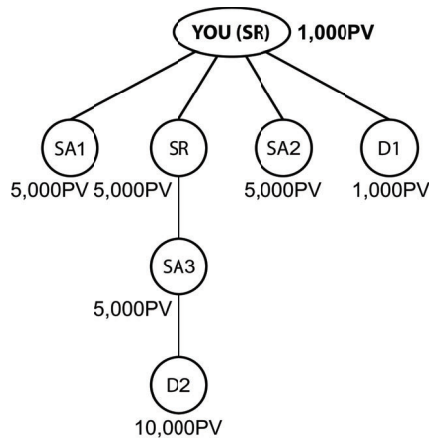 YOU (SR) 1,000PV
SA1 SR SA2 D1
5,000PV 5,000PV 5,000PV 1,000PV
SA3
5,000PV
D2
10,000PV